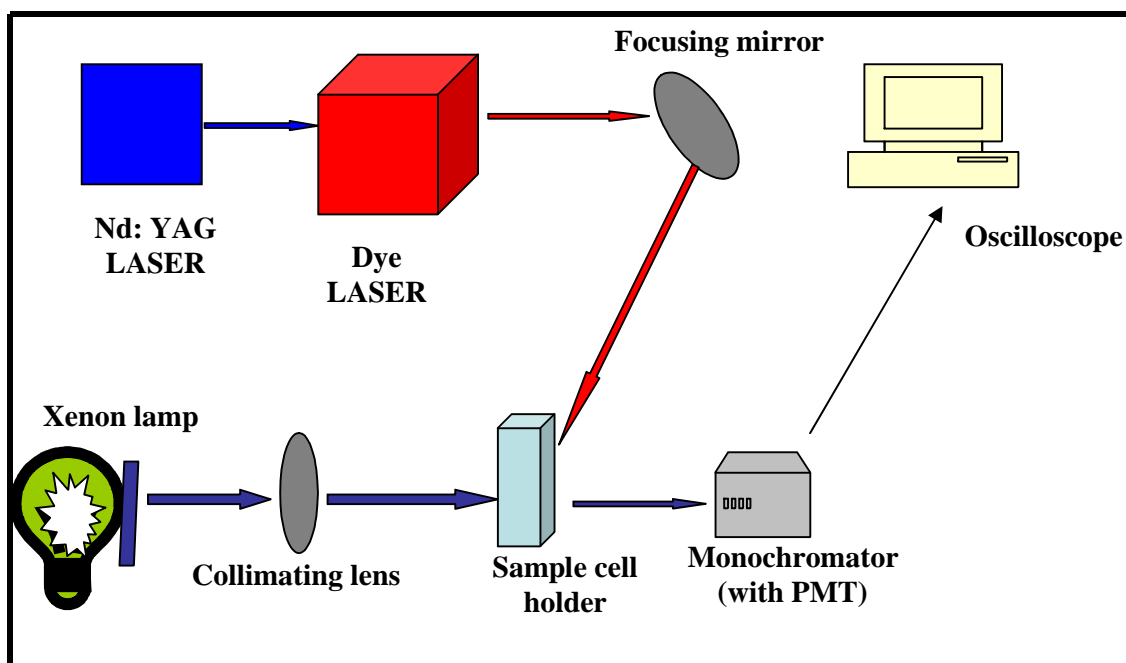 Focusing mirror
Nd: YAG
LASER
Dye
LASER
Oscilloscope
Xenon lamp
Collimating lens
Sample cell
holder
Monochromator
(with PMT)